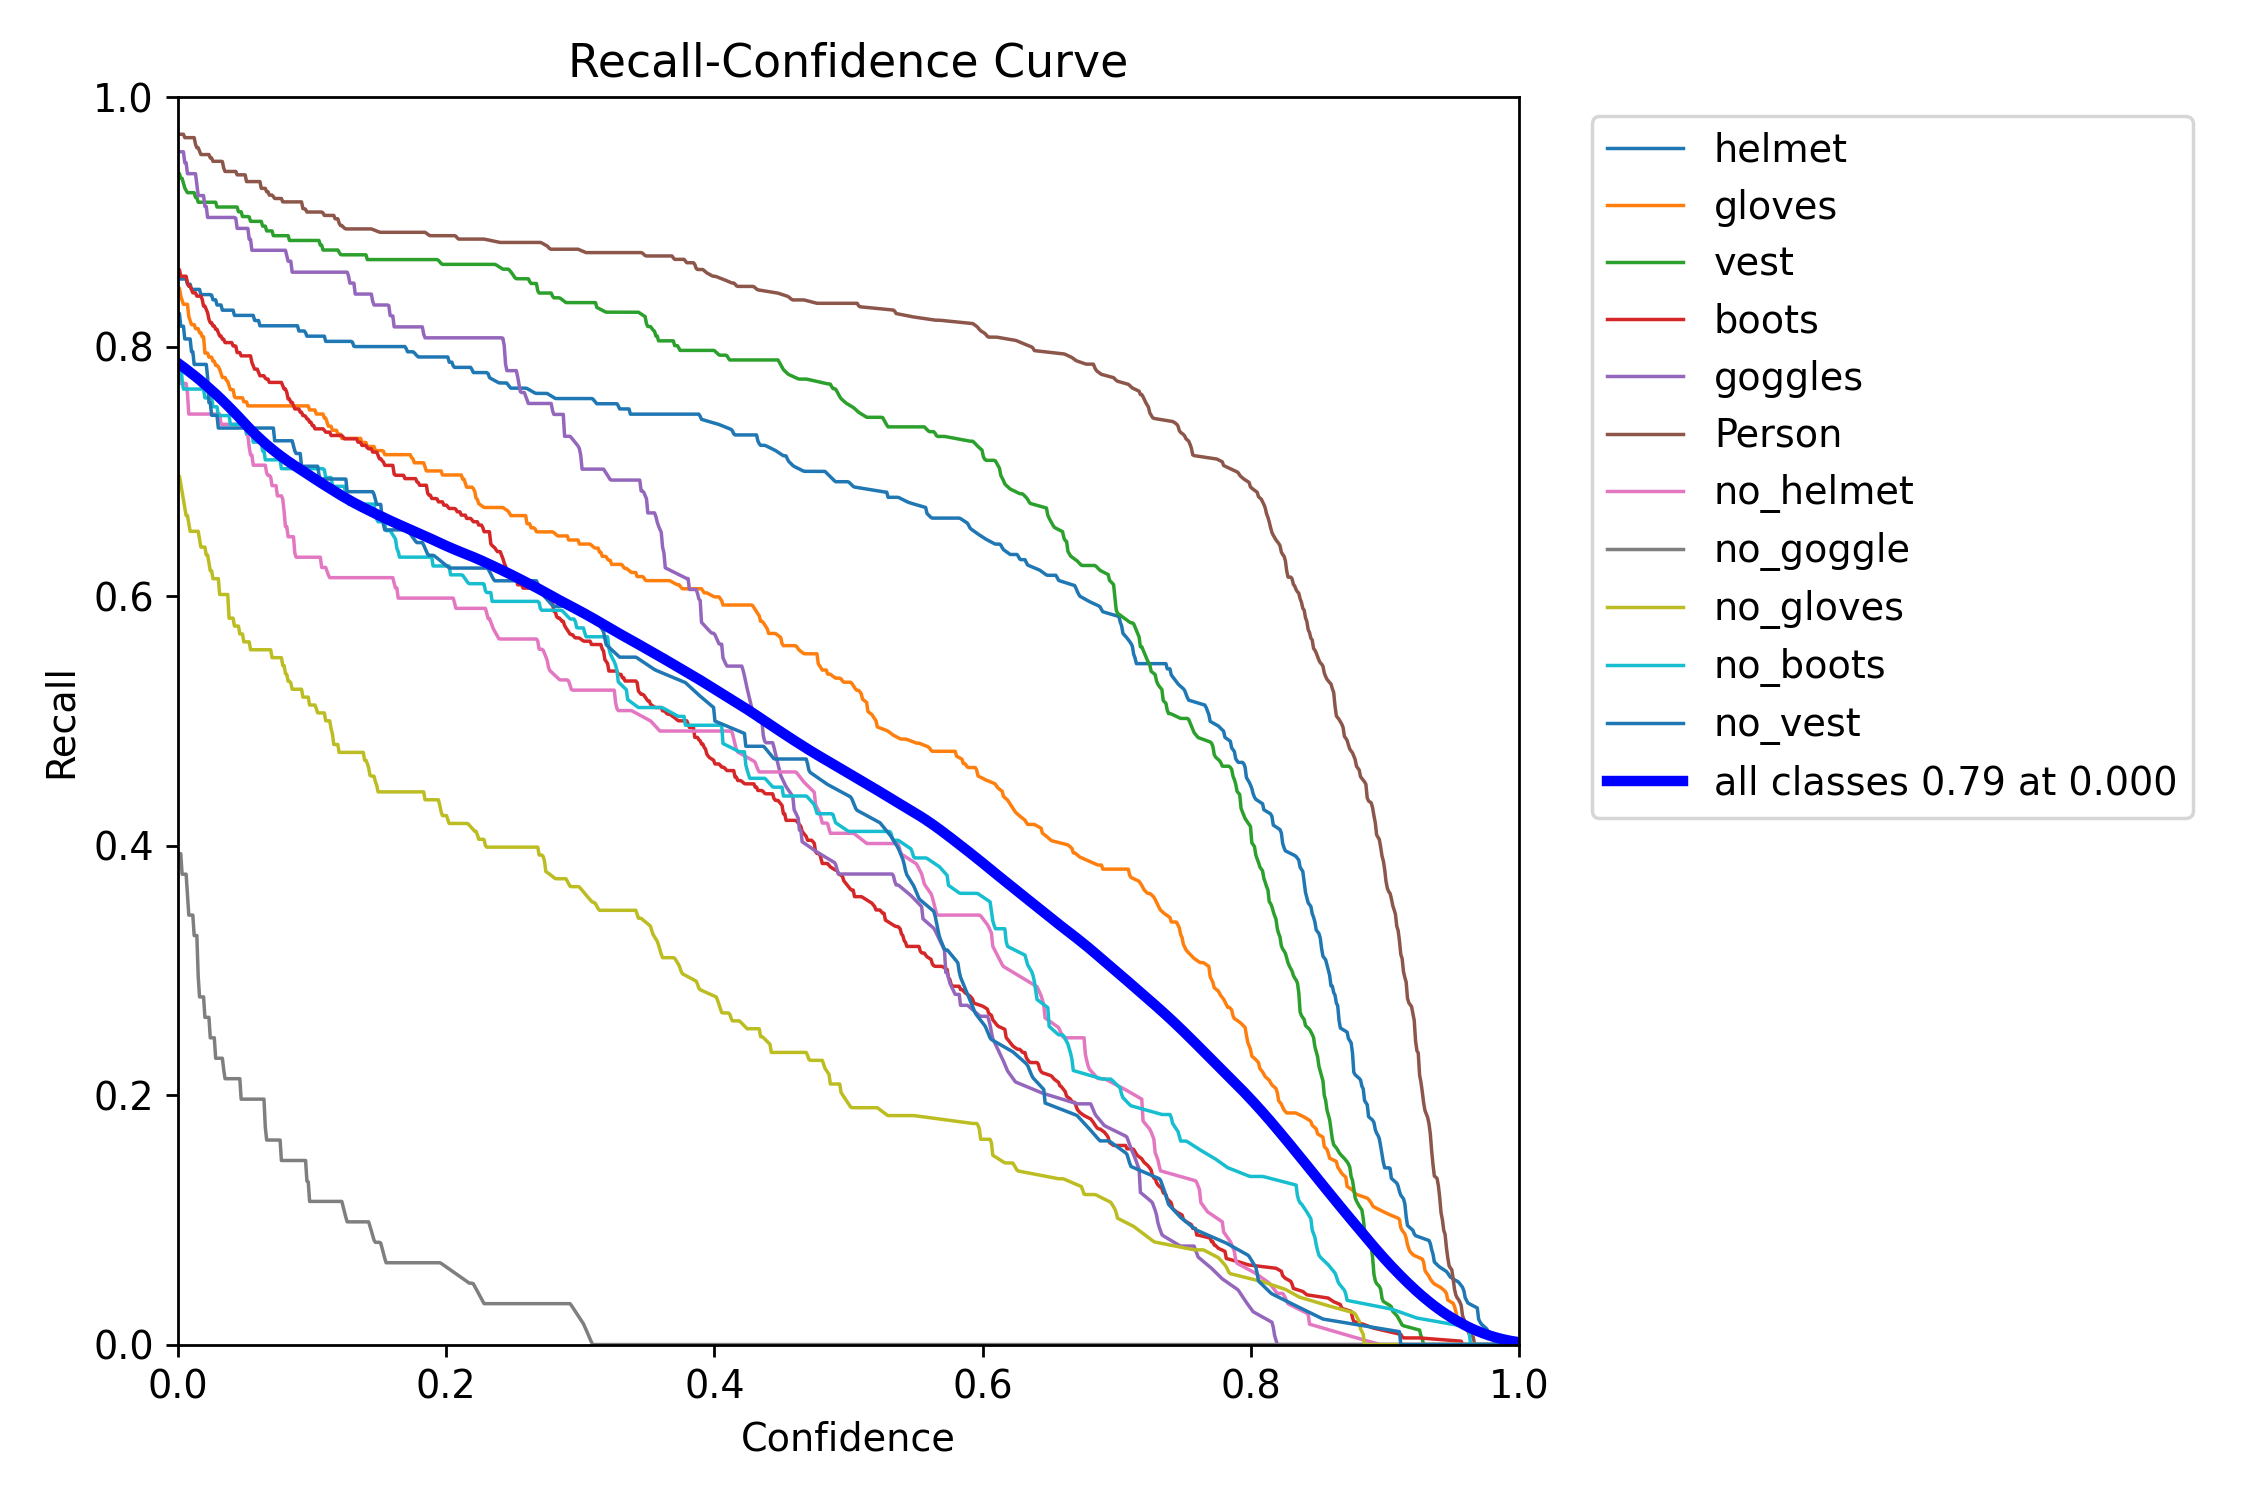 Recall-Confidence Curve
1.0
0.8
0.6
0.4
0.2
0.0
Recall
0.0 0.2 0.4 0.6 0.8 1.0
Confidence
helmet
gloves
vest
boots
goggles
Person
no_helmet
no_goggle
no_gloves
no_boots
no_vest
all classes 0.79 at 0.000